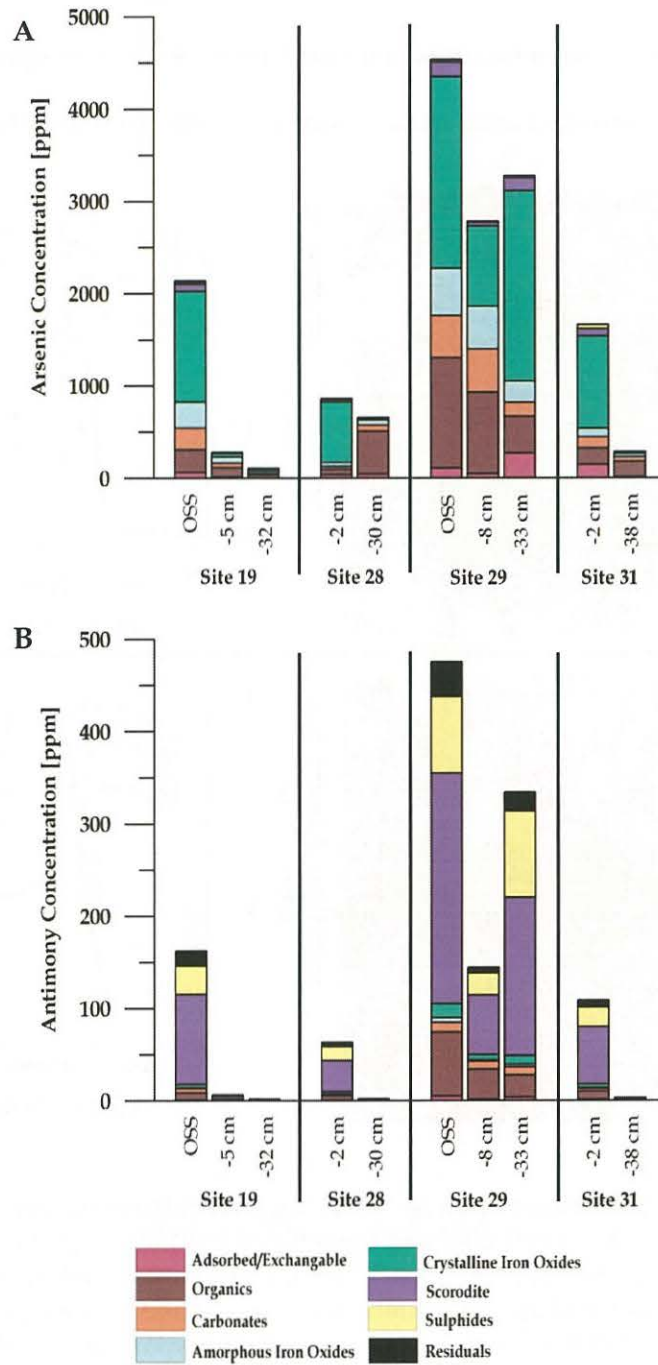 A
Arsenic Concentration [ppm]
5000
4000
3000
2000
1000
0
OSS
-5 cm
-32 cm
-2 cm
-30 cm
OSS
-8 cm
-33 cm
-2 cm
-38 cm
Site 19
Site 28
Site 29
Site 31
B
Antimony Concentration [ppm]
500
400
300
200
100
0
OSS
-5 cm
-32 cm
-2 cm
-30 cm
OSS
-8 cm
-33 cm
-2 cm
-38 cm
Site 19
Site 28
Site 29
Site 31
Adsorbed/Exchangable
Organics
Carbonates
Amorphous Iron Oxides
Crystalline Iron Oxides
Scorodite
Sulphides
Residuals